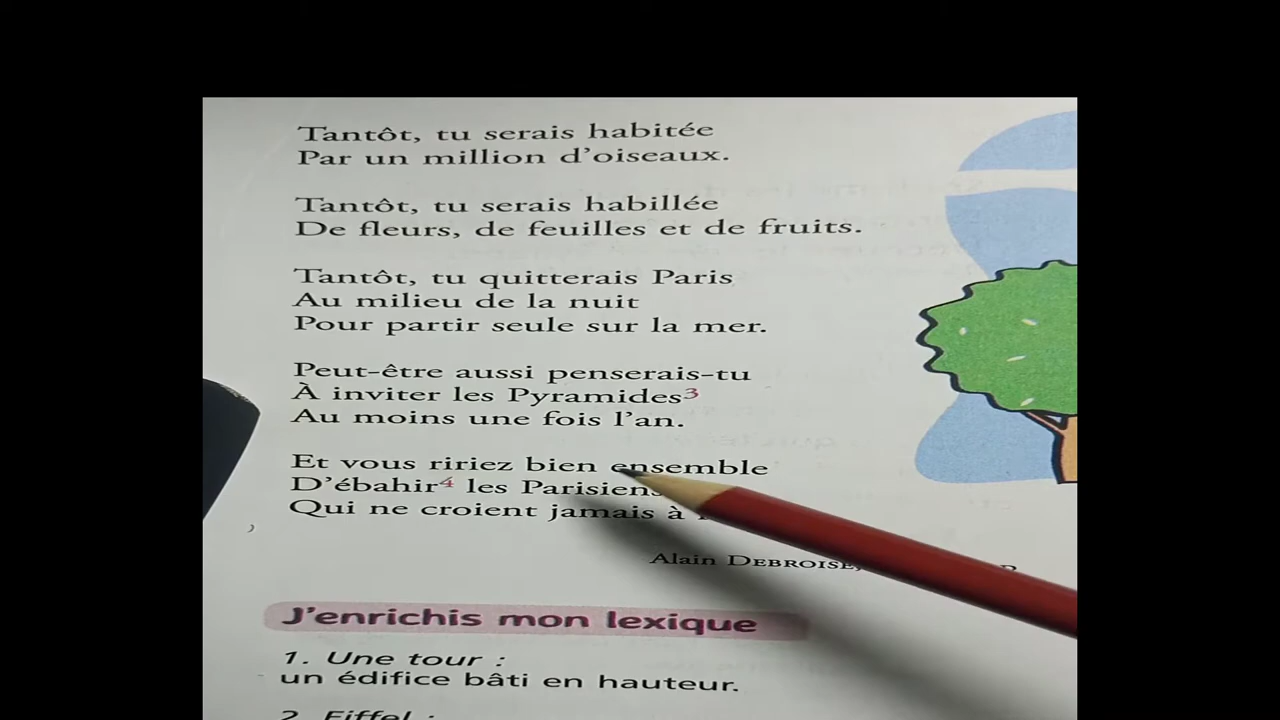 Tantôt, tu serais habitée
Par un million d'oiseaux.
Tantôt, tu serais habillée
De fleurs, de feuilles et de fruits.
Tantôt, tu quitterais Paris
Au milieu de la nuit
Pour partir seule sur la mer.
Peut-être aussi penserais-tu
À inviter les Pyramides³
Au moins une fois l'an.
Et vous ririez bien ensemble
D'ébahir⁴ les Parisiens
Qui ne croient jamais à
Alain DEBROISE,
J'enrichis mon lexique
1. Une tour :
un édifice bâti en hauteur.
2. Eiffel :